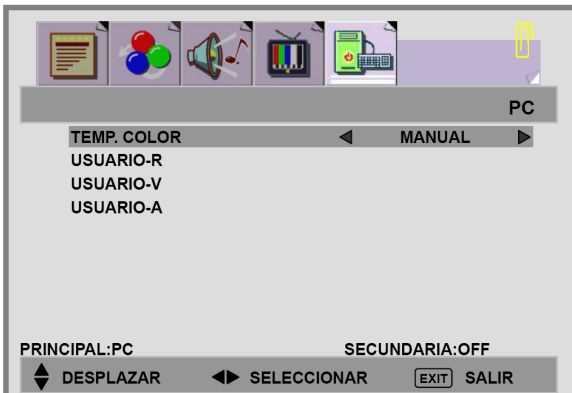 PC
TEMP. COLOR MANUAL
USUARIO-R
USUARIO-V
USUARIO-A
PRINCIPAL:PC SECUNDARIA:OFF
DESPLAZAR SELECCIONAR EXIT SALIR